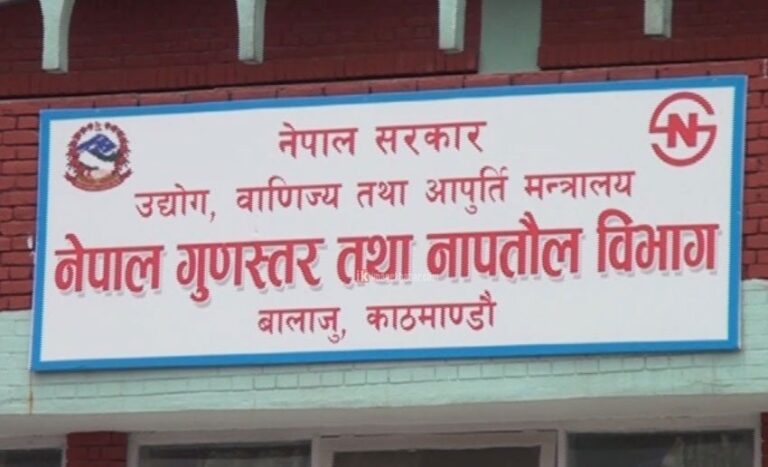 नेपाल सरकार
उद्योग, वाणिज्य तथा आपुर्ति मन्त्रालय
नेपाल गुणस्तर तथा नापतौल विभाग
बालाजु, काठमाण्डौ